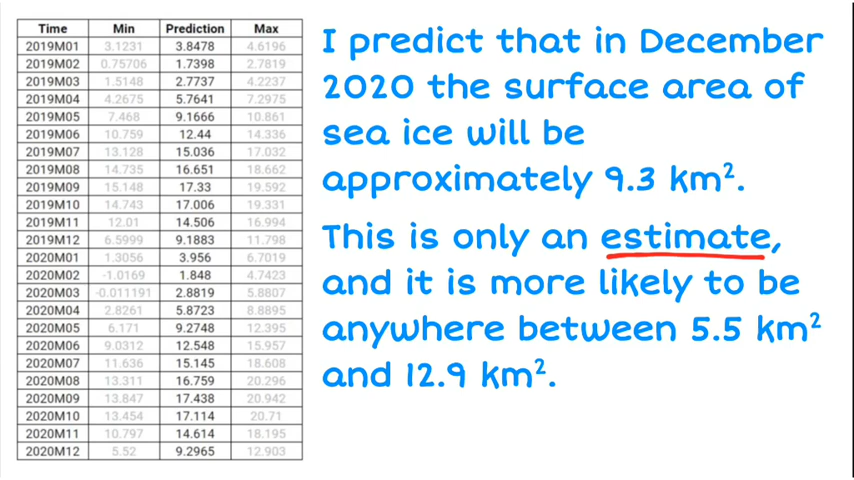 Time Min Prediction Max
2019M01 3.1231 3.8478 4.6196
2019M02 0.75706 1.7398 2.7819
2019M03 1.5148 2.7737 4.2237
2019M04 4.2675 5.7641 7.2975
2019M05 7.468 9.1666 10.861
2019M06 10.759 12.44 14.336
2019M07 13.128 15.036 17.032
2019M08 14.735 16.651 18.662
2019M09 15.148 17.33 19.592
2019M10 14.743 17.006 19.331
2019M11 12.01 14.506 16.994
2019M12 6.5999 9.1883 11.798
2020M01 1.3056 3.956 6.7019
2020M02 -1.0169 1.848 4.7423
2020M03 -0.011191 2.8819 5.8807
2020M04 2.8261 5.8723 8.8895
2020M05 6.171 9.2748 12.395
2020M06 9.0312 12.548 15.957
2020M07 11.636 15.145 18.608
2020M08 13.311 16.759 20.296
2020M09 13.847 17.438 20.942
2020M10 13.454 17.114 20.71
2020M11 10.797 14.614 18.195
2020M12 5.52 9.2965 12.903
I predict that in December
2020 the surface area of
sea ice will be
approximately 9.3 km².
This is only an estimate,
and it is more likely to be
anywhere between 5.5 km²
and 12.9 km².